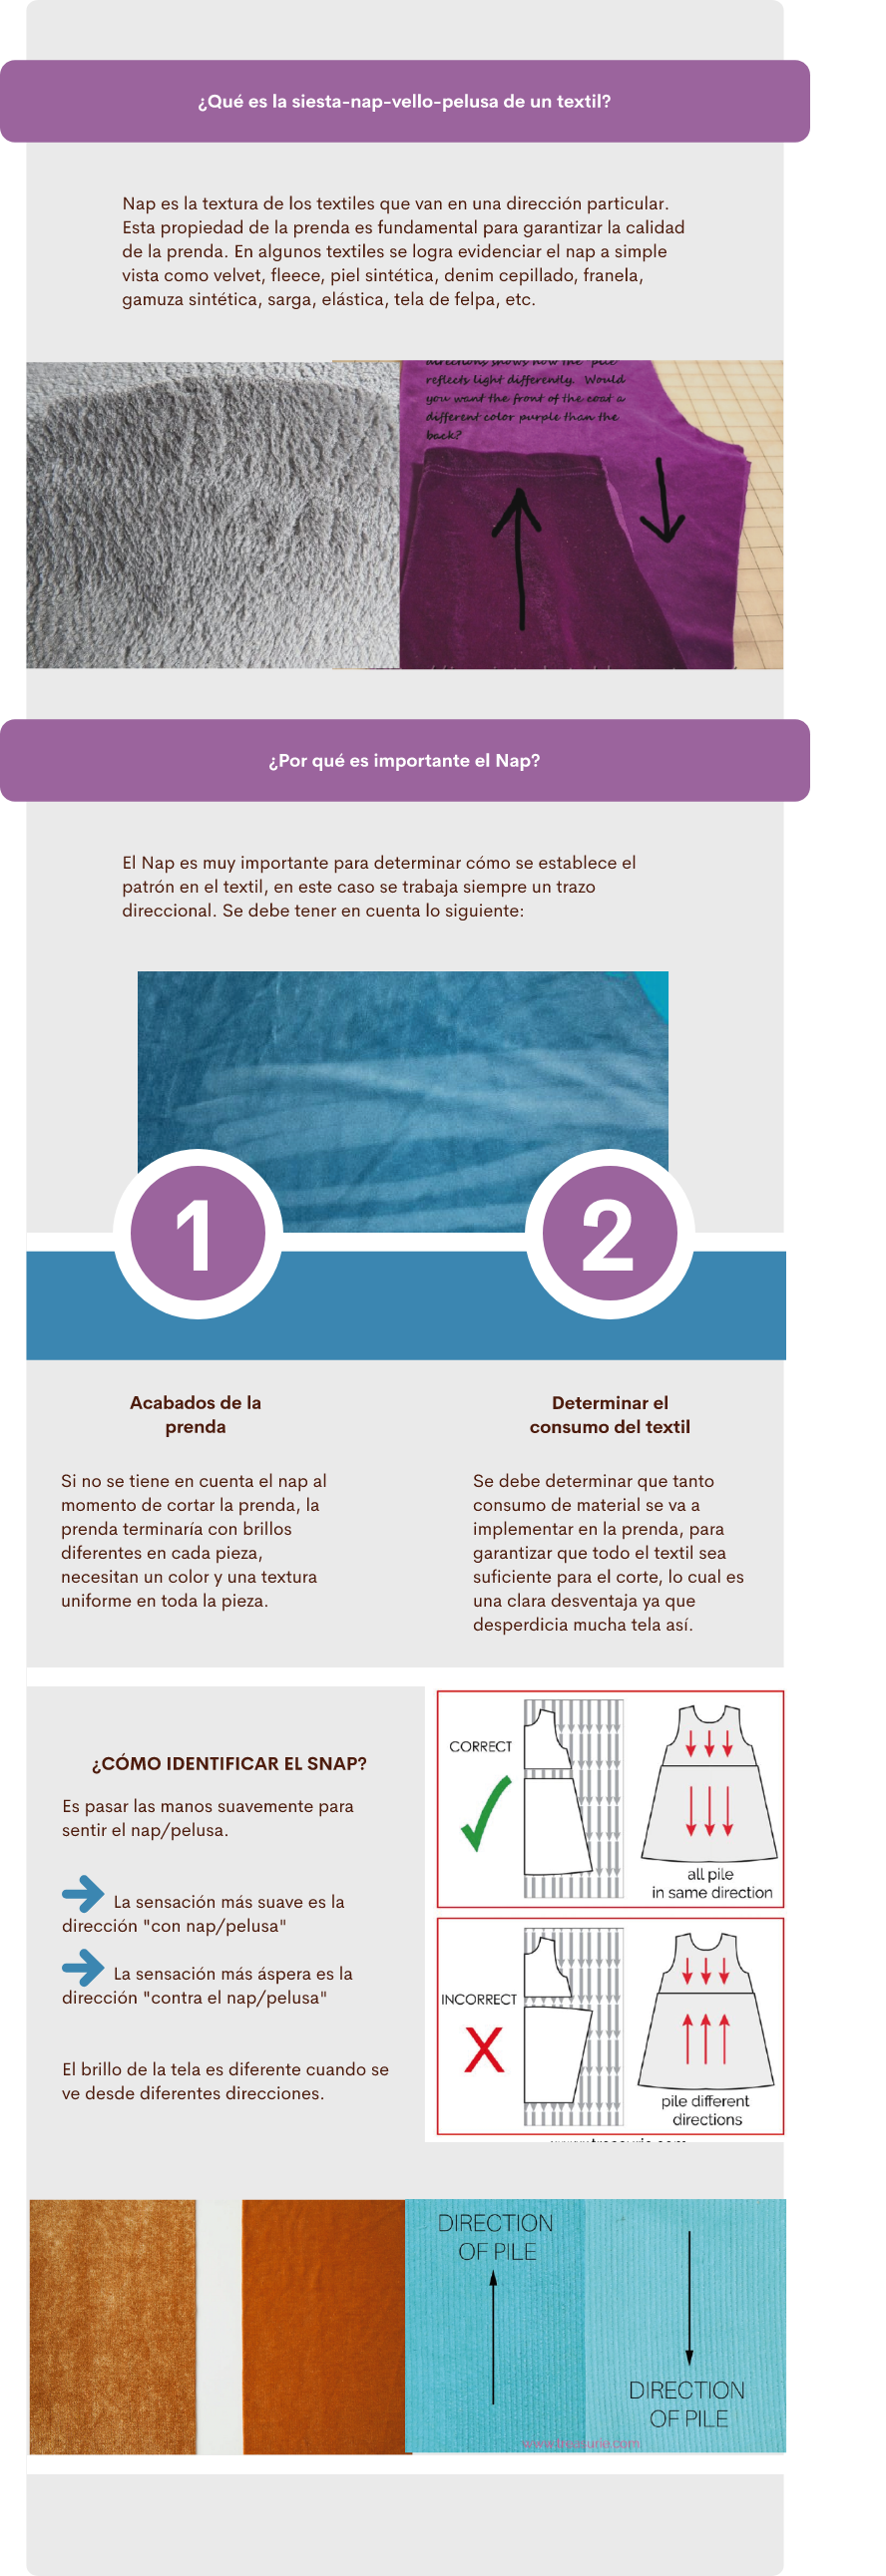 ¿Qué es la siesta-nap-vello-pelusa de un textil?
Nap es la textura de los textiles que van en una dirección particular.
Esta propiedad de la prenda es fundamental para garantizar la calidad
de la prenda. En algunos textiles se logra evidenciar el nap a simple
vista como velvet, fleece, piel sintética, denim cepillado, franela,
gamuza sintética, sarga, elástica, tela de felpa, etc.
directions shows how the "pile"
reflects light differently. Would
you want the front of the coat a
different color purple than the
back?
¿Por qué es importante el Nap?
El Nap es muy importante para determinar cómo se establece el
patrón en el textil, en este caso se trabaja siempre un trazo
direccional. Se debe tener en cuenta lo siguiente:
1
2
Acabados de la
prenda
Si no se tiene en cuenta el nap al
momento de cortar la prenda, la
prenda terminaría con brillos
diferentes en cada pieza,
necesitan un color y una textura
uniforme en toda la pieza.
Determinar el
consumo del textil
Se debe determinar que tanto
consumo de material se va a
implementar en la prenda, para
garantizar que todo el textil sea
suficiente para el corte, lo cual es
una clara desventaja ya que
desperdicia mucha tela así.
¿CÓMO IDENTIFICAR EL SNAP?
Es pasar las manos suavemente para
sentir el nap/pelusa.
La sensación más suave es la
dirección "con nap/pelusa"
La sensación más áspera es la
dirección "contra el nap/pelusa"
El brillo de la tela es diferente cuando se
ve desde diferentes direcciones.
CORRECT
all pile
in same direction
INCORRECT
X
pile different
directions
DIRECTION
OF PILE
DIRECTION
OF PILE
www.treasurie.com